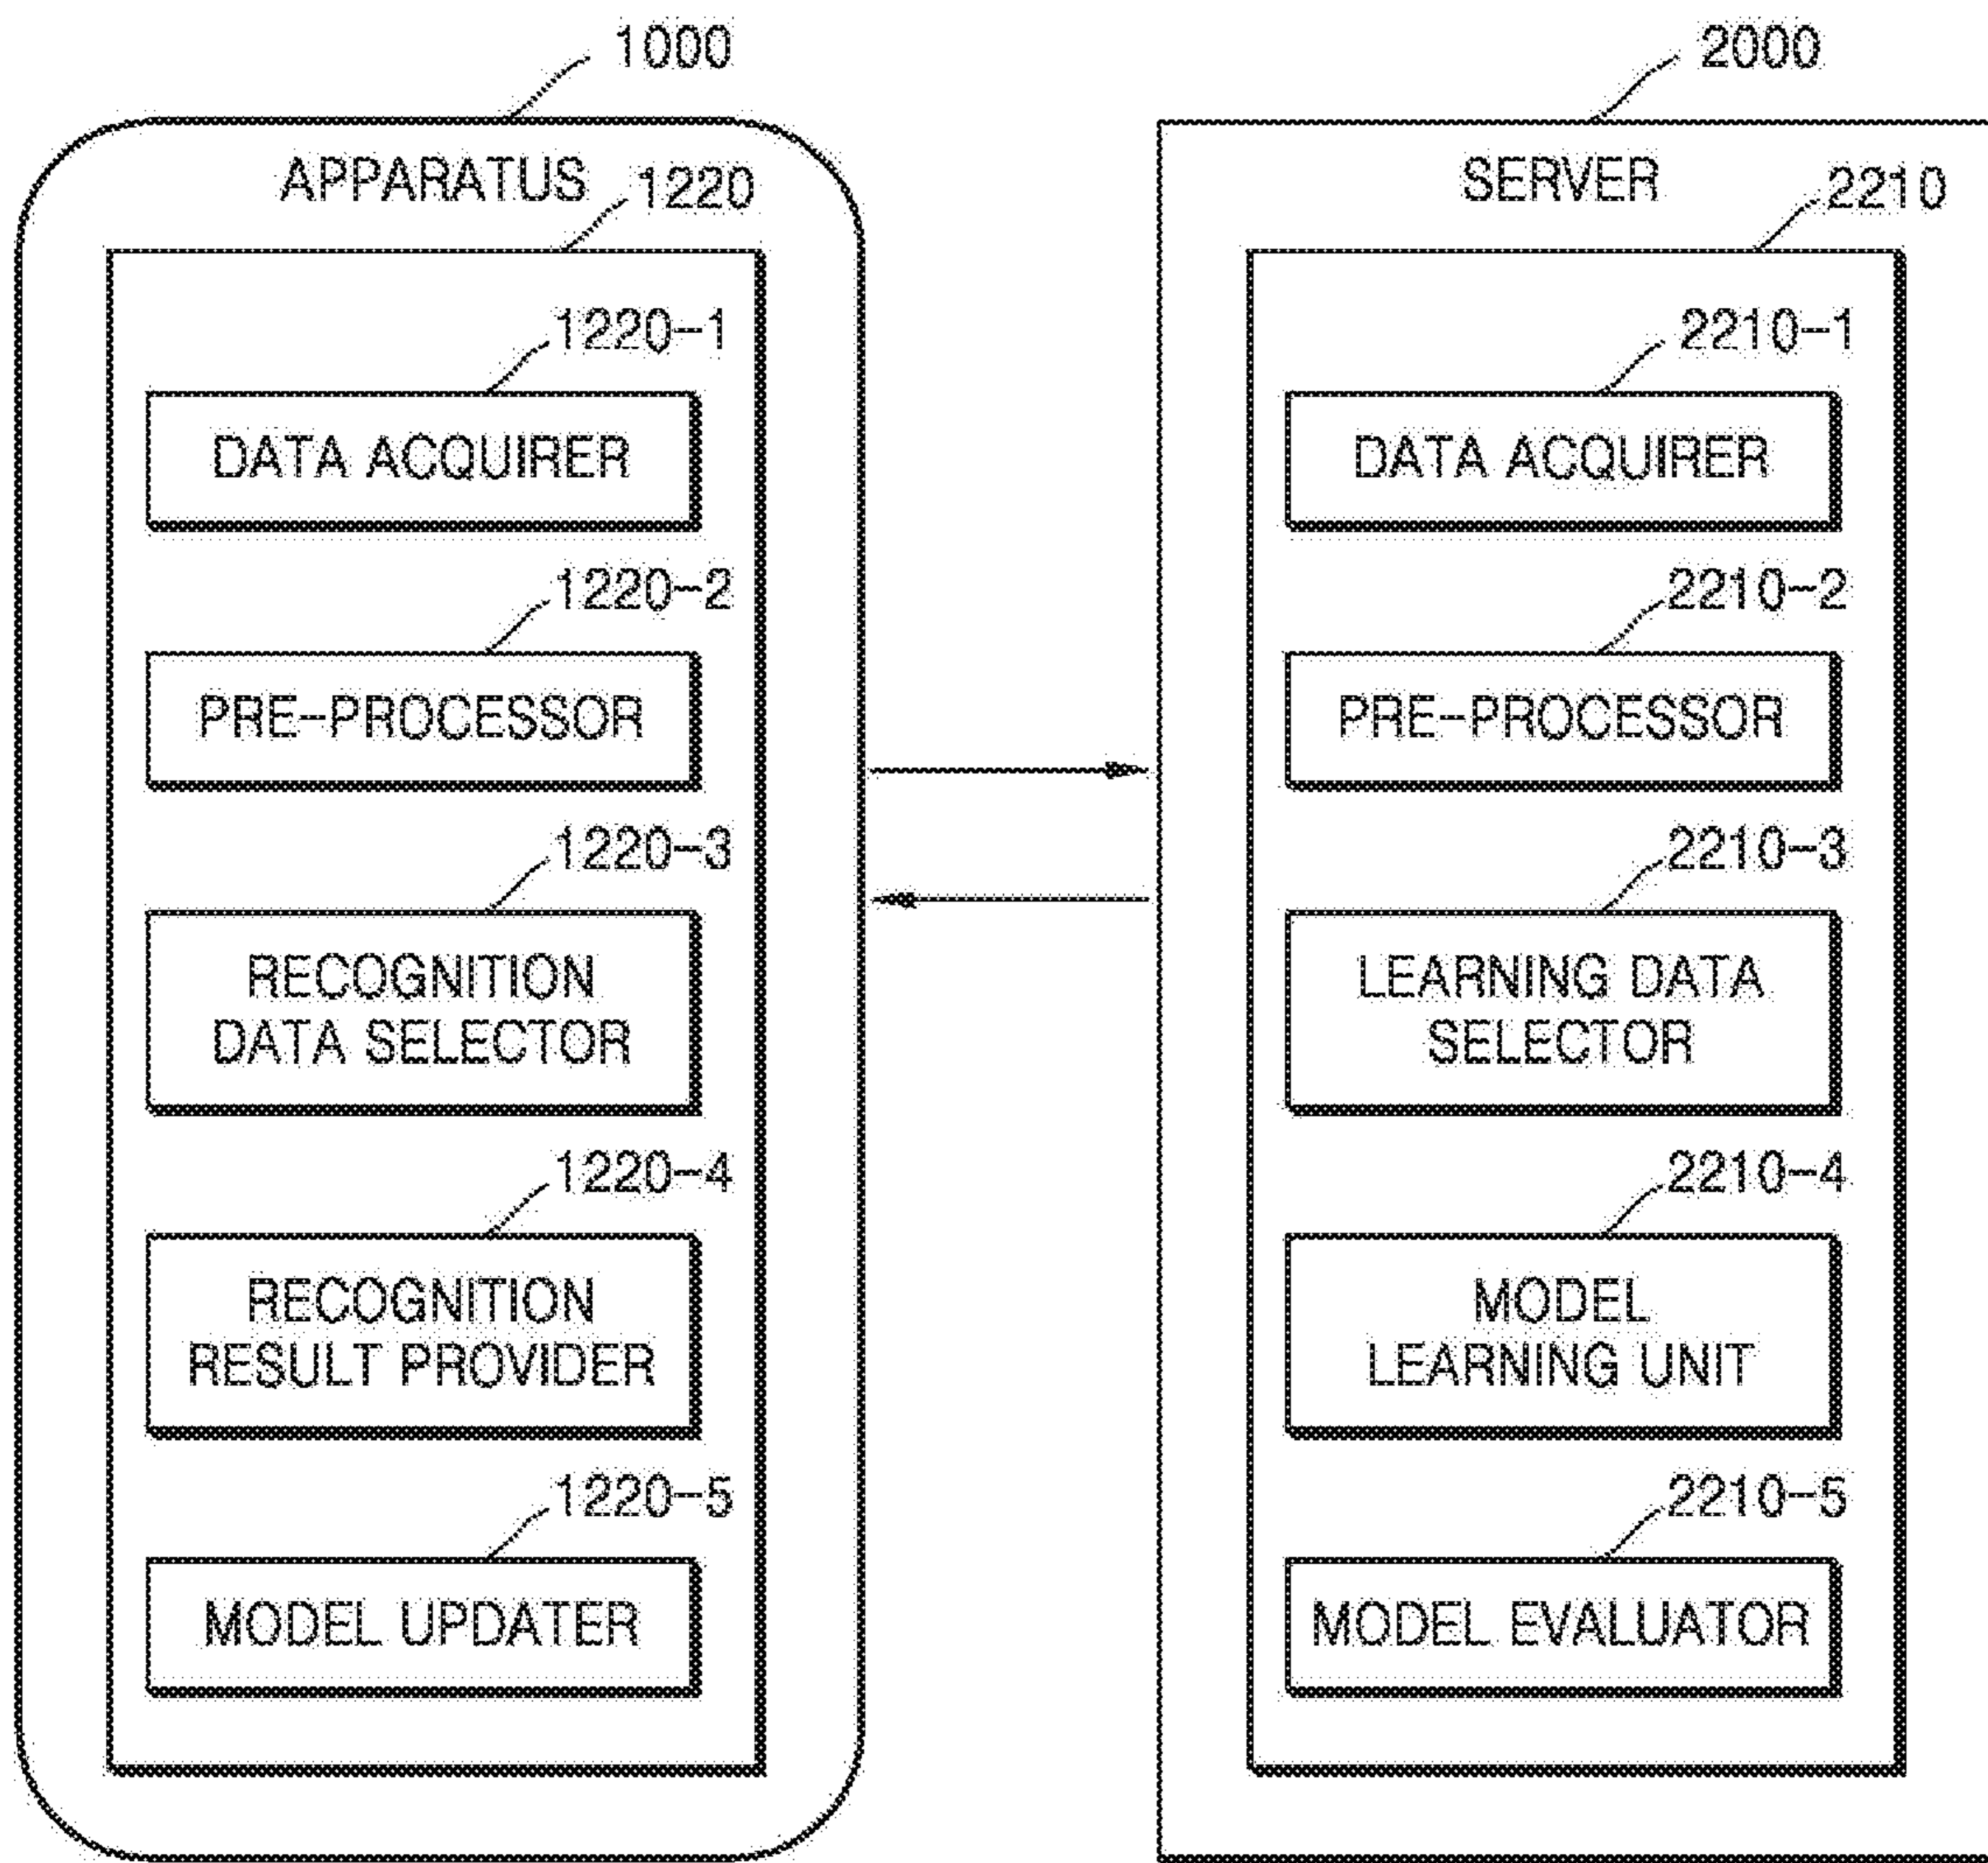 1000
APPARATUS
1220
1220-1
DATA ACQUIRER
1220-2
PRE-PROCESSOR
1220-3
RECOGNITION
DATA SELECTOR
1220-4
RECOGNITION
RESULT PROVIDER
1220-5
MODEL UPDATER
2000
SERVER
2210
2210-1
DATA ACQUIRER
2210-2
PRE-PROCESSOR
2210-3
LEARNING DATA
SELECTOR
2210-4
MODEL
LEARNING UNIT
2210-5
MODEL EVALUATOR